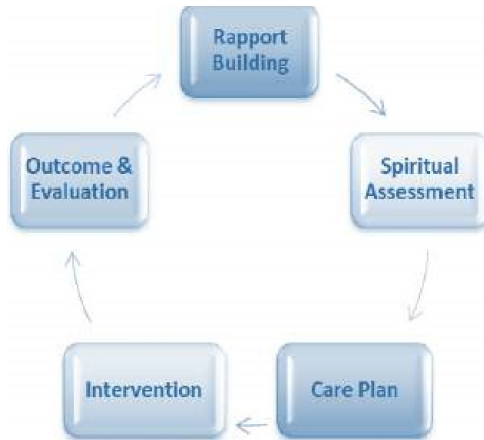 Rapport
Building
Spiritual
Assessment
Care Plan
Intervention
Outcome &
Evaluation